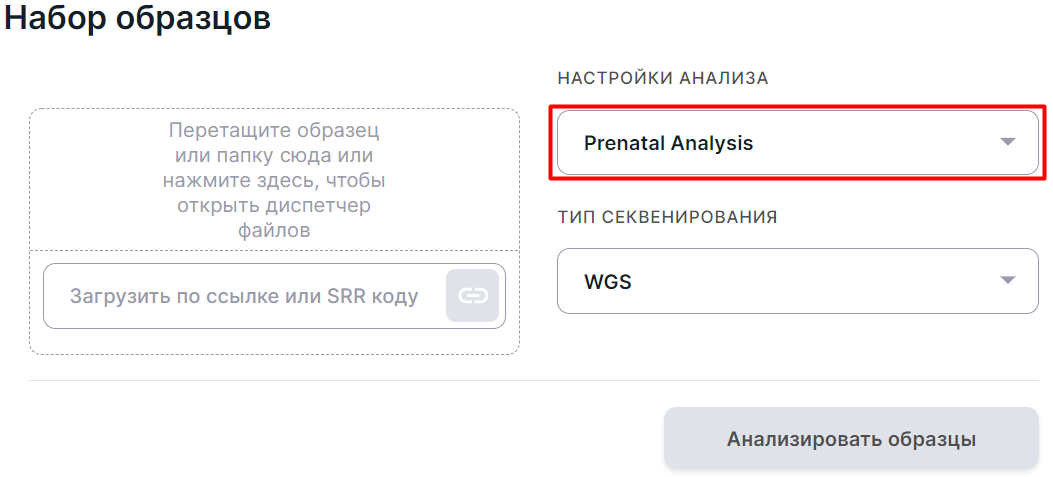 Набор образцов
Перетащите образец
или папку сюда или
нажмите здесь, чтобы
открыть диспетчер
файлов
Загрузить по ссылке или SRR коду
НАСТРОЙКИ АНАЛИЗА
Prenatal Analysis
ТИП СЕКВЕНИРОВАНИЯ
WGS
Анализировать образцы